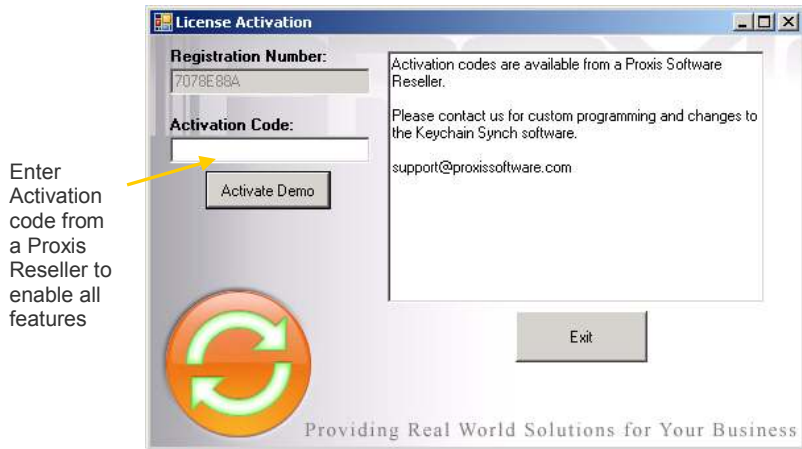 License Activation
Registration Number:
7078E88A
Activation Code:
Activate Demo
Activation codes are available from a Proxis Software
Reseller.
Please contact us for custom programming and changes to
the Keychain Synch software.
support@proxissoftware.com
Exit
Providing Real World Solutions for Your Business
Enter
Activation
code from
a Proxis
Reseller to
enable all
features